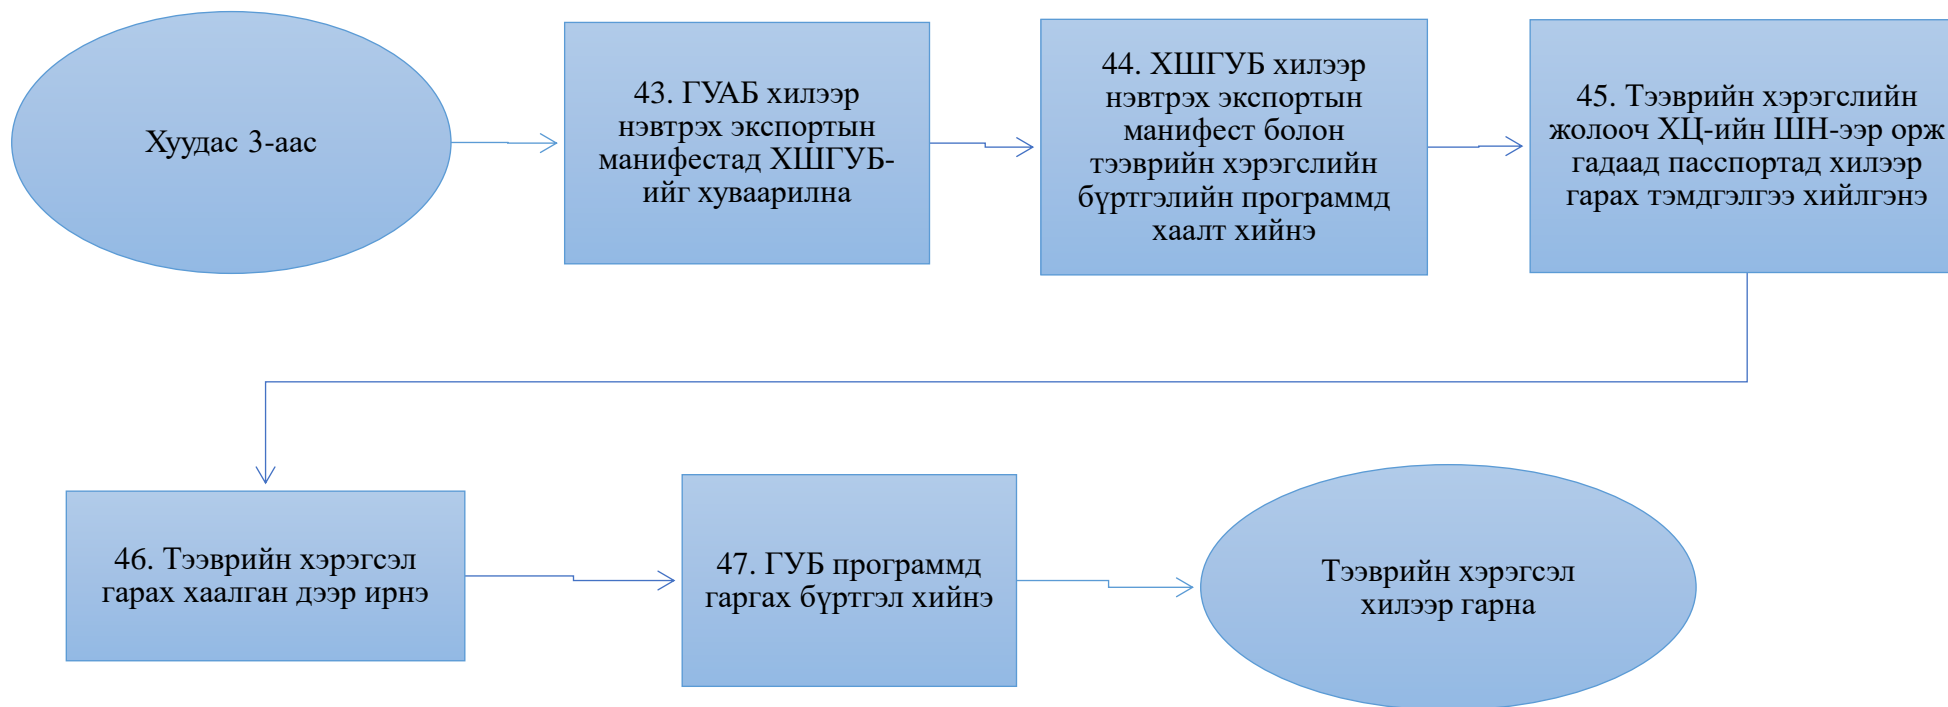 Хуудас 3-аас
43. ГУАБ хилээр
нэвтрэх экспортын
манифестад ХШГУБ-
ийг хуваарилна
44. ХШГУБ хилээр
нэвтрэх экспортын
манифест болон
тээврийн хэрэгслийн
бүртгэлийн программд
хаалт хийнэ
45. Тээврийн хэрэгслийн
жолооч ХЦ-ийн ШН-ээр орж
гадаад пасспортад хилээр
гарах тэмдгэлгээ хийлгэнэ
46. Тээврийн хэрэгсэл
гарах хаалган дээр ирнэ
47. ГУБ программд
гаргах бүртгэл хийнэ
Тээврийн хэрэгсэл
хилээр гарна